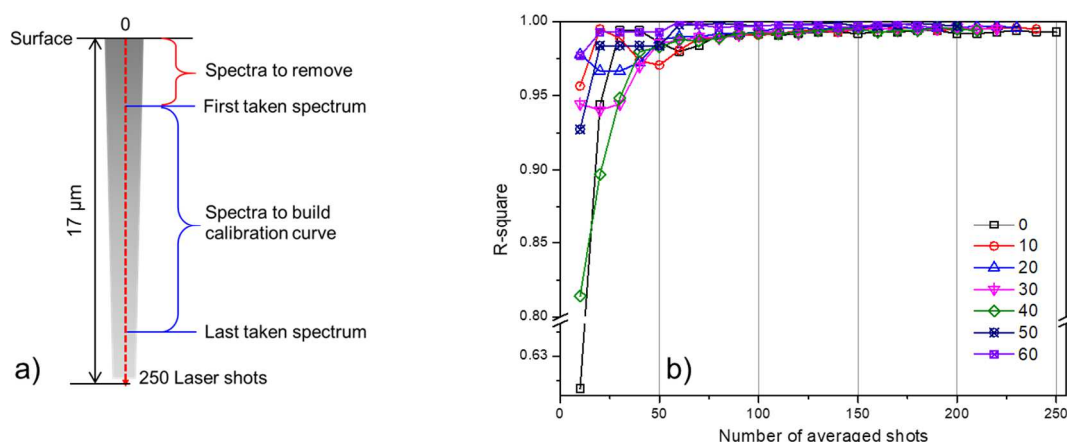 0
Surface
Spectra to remove
First taken spectrum
17 µm
Spectra to build
calibration curve
Last taken spectrum
250 Laser shots
a)
R-square
1.00
0.95
0.90
0.85
0.80
0.63
0
10
20
30
40
50
60
b)
0
50
100
150
200
250
Number of averaged shots